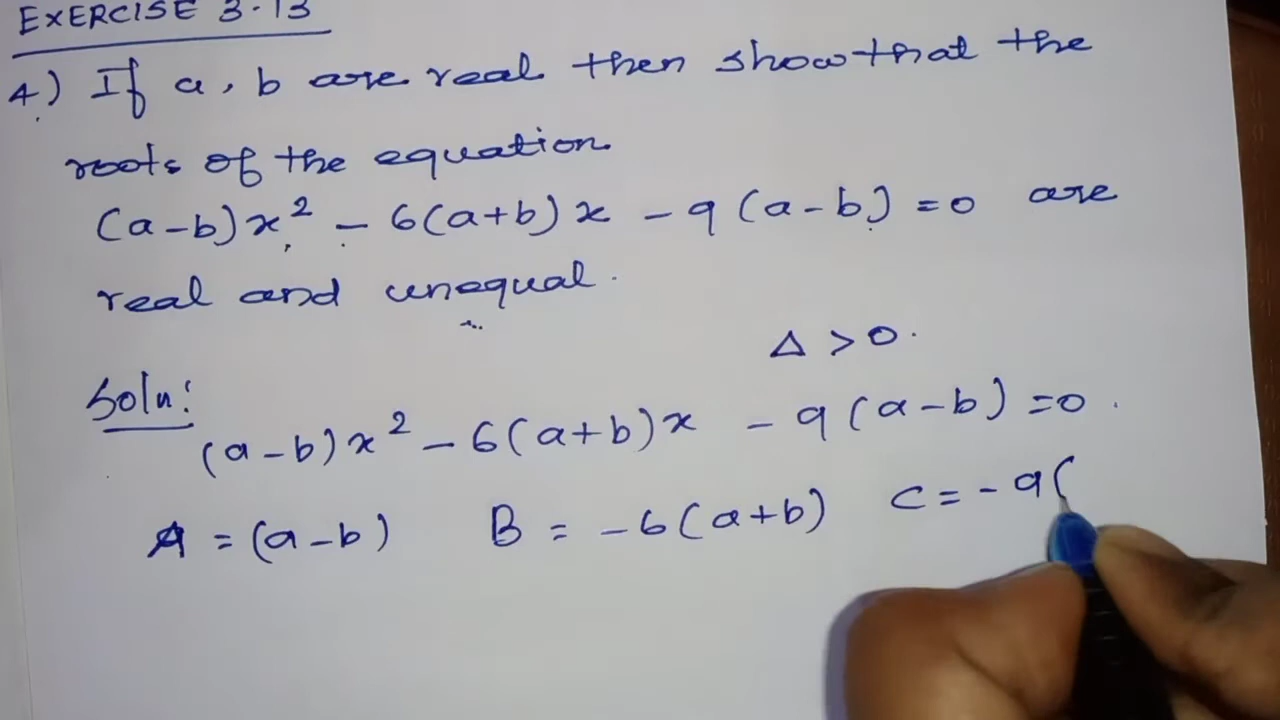 EXERCISE 3.13
4) If a, b are real then show that the
roots of the equation
(a-b)x² - 6(a+b)x - 9(a-b) = 0 are
real and unequal.
Δ > 0.
Soln:
(a-b)x² - 6(a+b)x - 9(a-b) = 0.
A = (a-b) B = -6(a+b) C = -9(